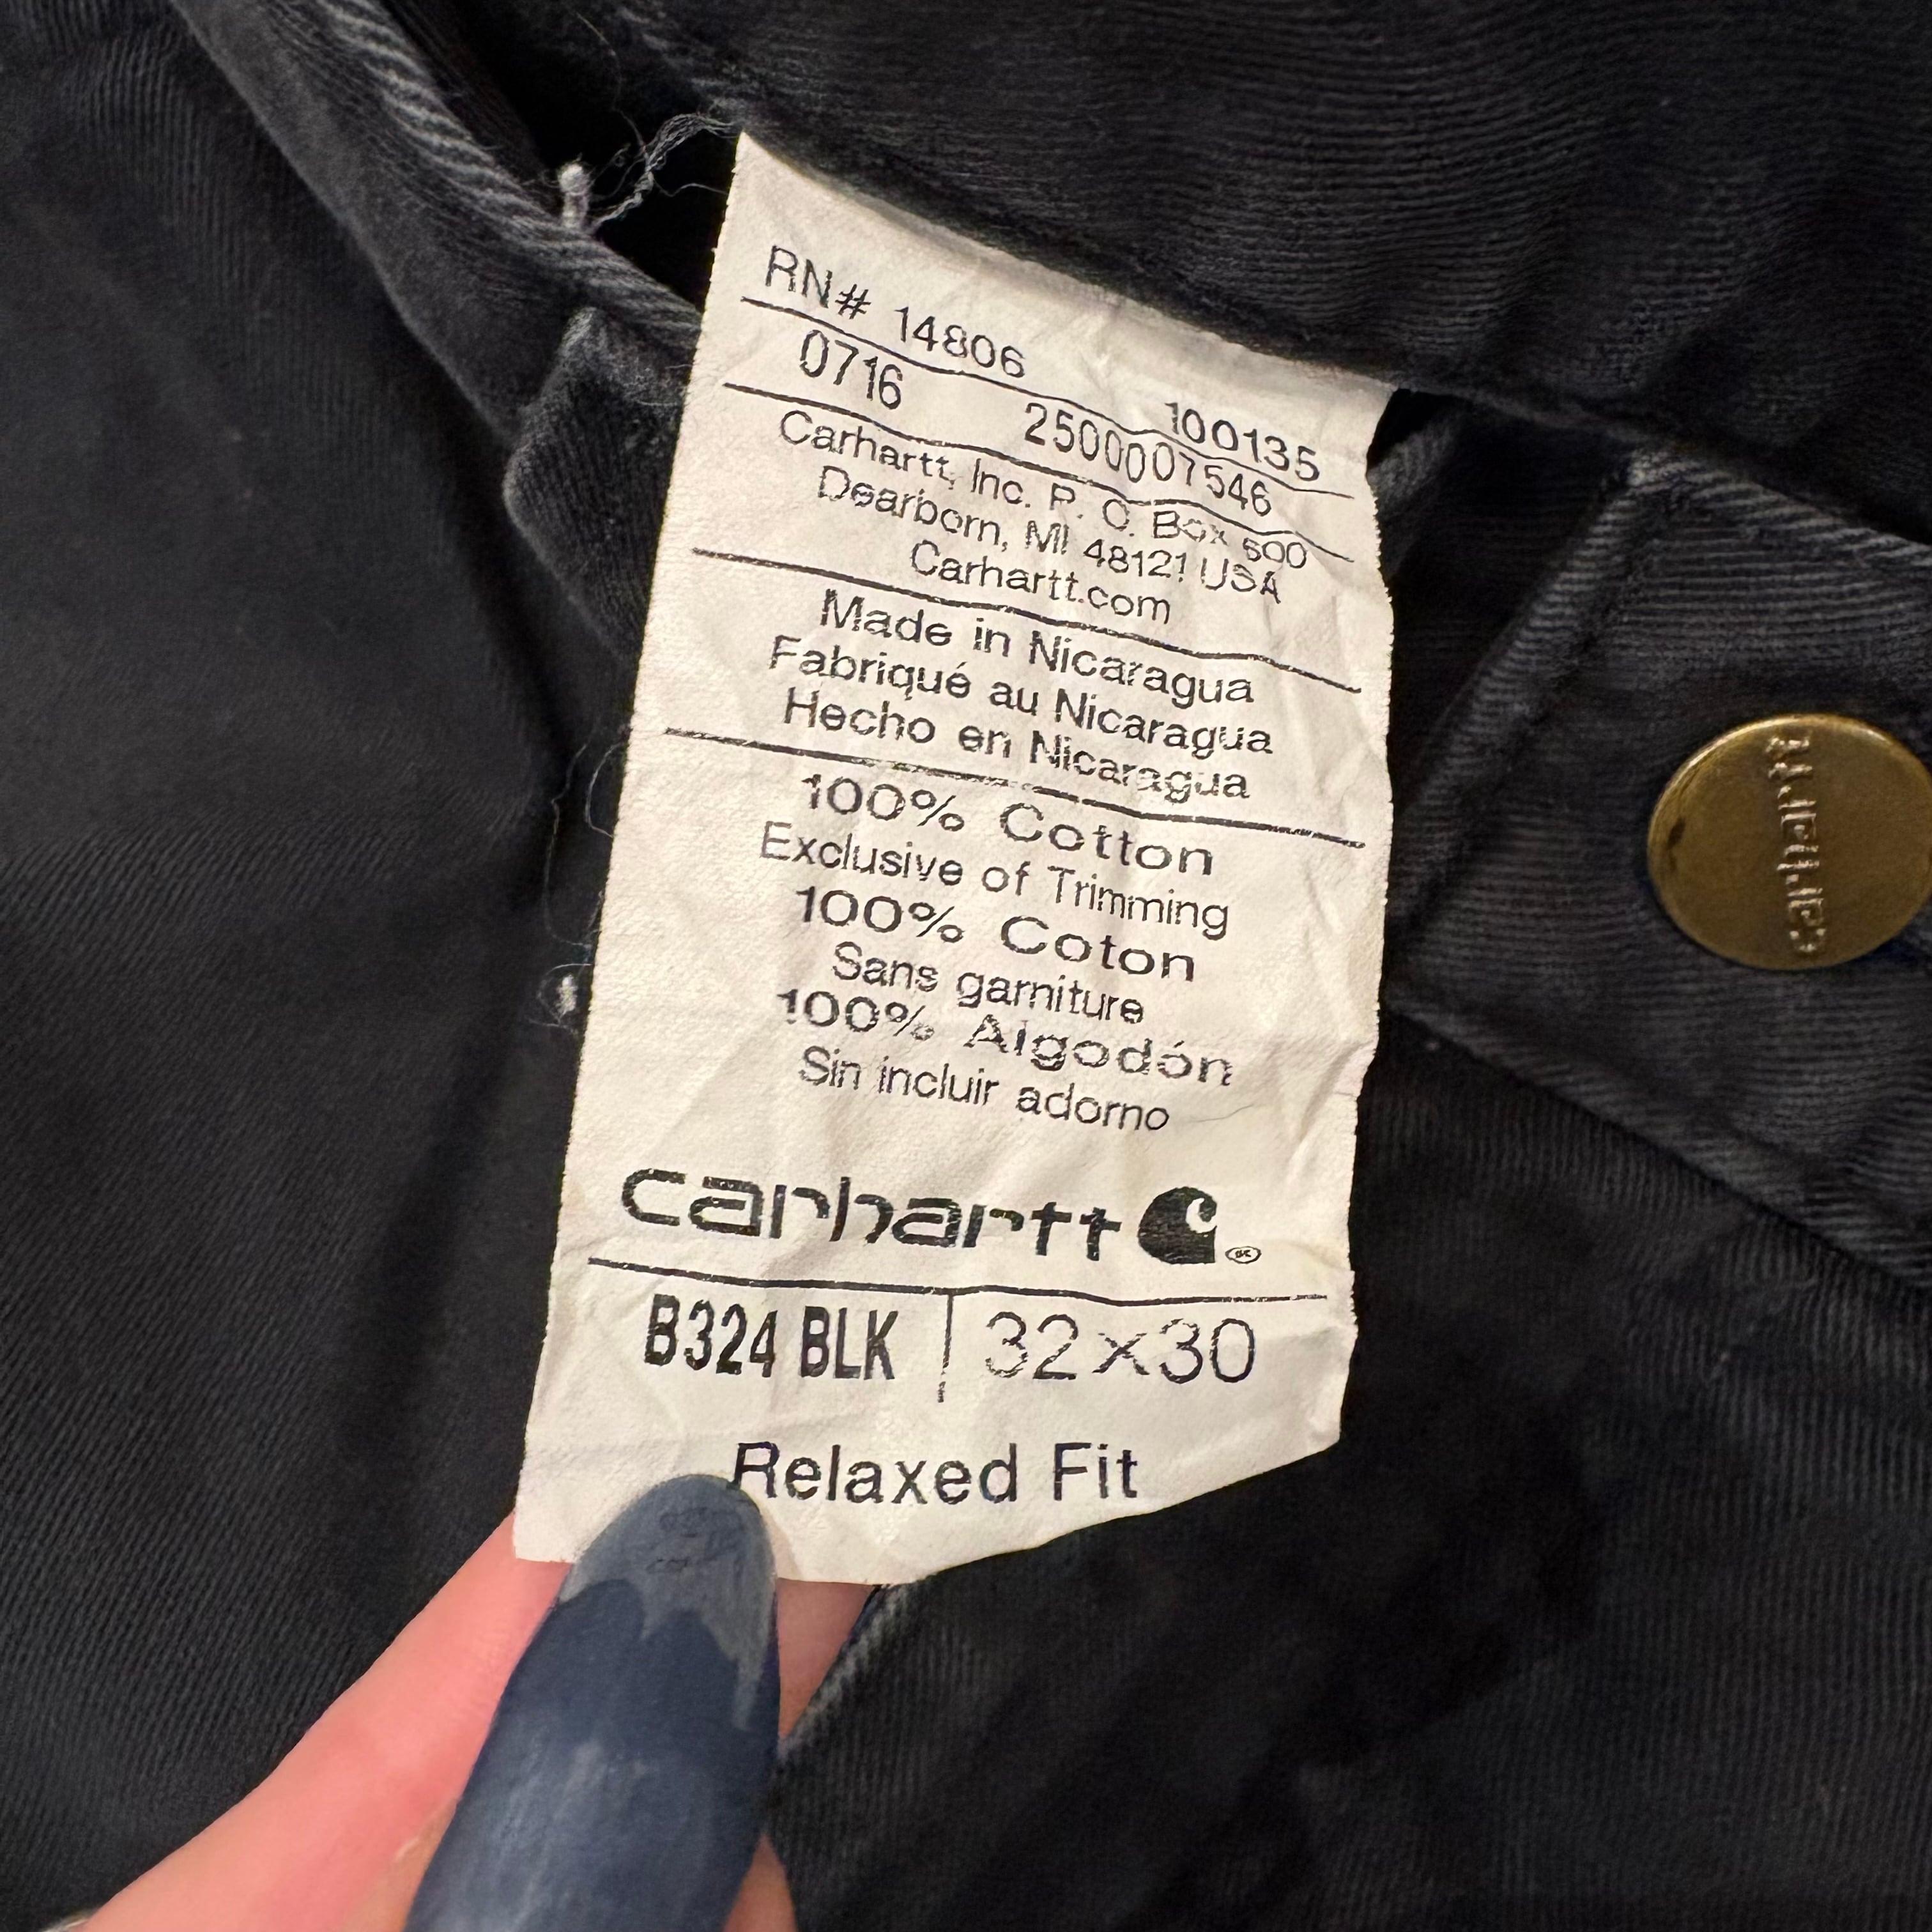 RN# 14806 100135
0716 2500007546
Carhartt, Inc. P. O. Box 600
Dearborn, MI 48121 USA
Carhartt.com
Made in Nicaragua
Fabriqué au Nicaragua
Hecho en Nicaragua
100% Cotton
Exclusive of Trimming
100% Coton
Sans garniture
100% Algodón
Sin incluir adorno
carhartt
B324 BLK 32x30
Relaxed Fit
carhartt